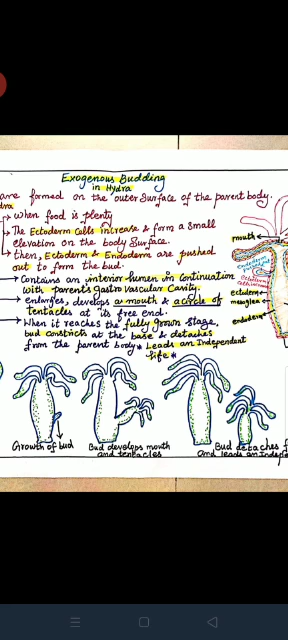 Exogenous Budding
in Hydra
are formed on the outer surface of the parent body.
dra
→ when food is plenty
→ The Ectoderm Cells increase & form a small
elevation on the body surface.
→ then, Ectoderm & Endoderm are pushed
out to form the bud.
→ Contains an interior lumen in Continuation
with parent's Gastro Vascular Cavity.
→ enlarges, develops a mouth & a circle of
tentacles at its free end.
→ When it reaches the fully grown stage,
bud constricts at the base & detaches
from the parent body * Leads an Independent
life *
mouth
ectoderm
mesoglea
endoderm
Growth of bud
Bud develops mouth
and tentacles
Bud detaches f
and leads an Indepe